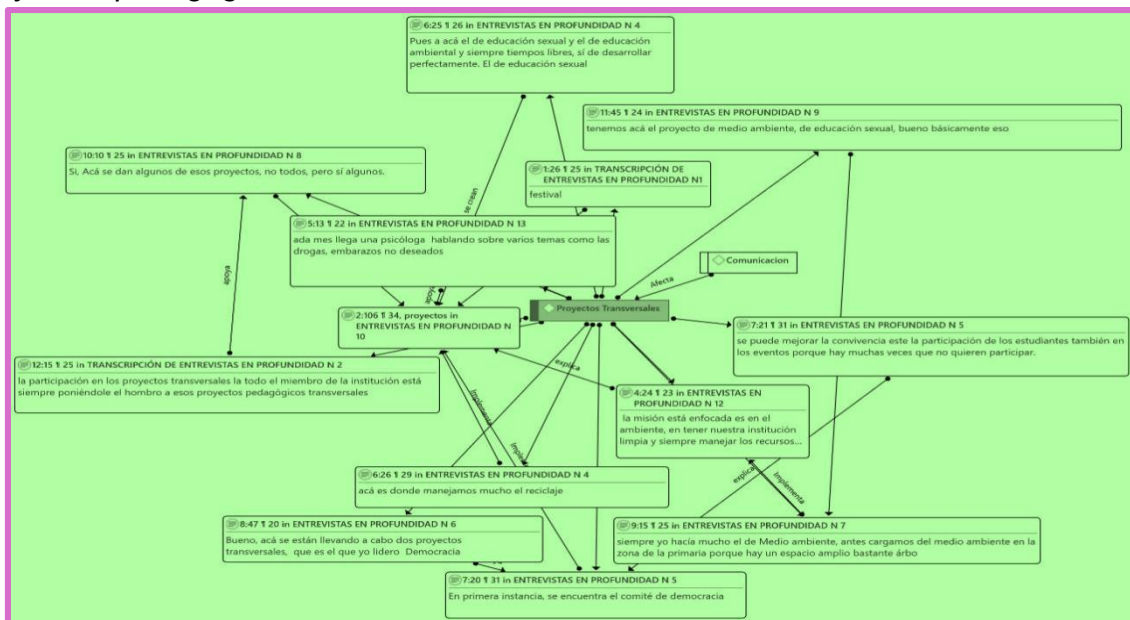 6:25 ¶ 26 in ENTREVISTAS EN PROFUNDIDAD N 4
Pues a acá el de educación sexual y el de educación
ambiental y siempre tiempos libres, sí de desarrollar
perfectamente. El de educación sexual
11:45 ¶ 24 in ENTREVISTAS EN PROFUNDIDAD N 9
tenemos acá el proyecto de medio ambiente, de educación sexual, bueno básicamente eso
10:10 ¶ 25 in ENTREVISTAS EN PROFUNDIDAD N 8
Si, Acá se dan algunos de esos proyectos, no todos, pero sí algunos.
1:26 ¶ 25 in TRANSCRIPCIÓN DE
ENTREVISTAS EN PROFUNDIDAD N1
festival
se crean
5:13 ¶ 22 in ENTREVISTAS EN PROFUNDIDAD N 13
ada mes llega una psicóloga hablando sobre varios temas como las
drogas, embarazos no deseados
Comunicacion
apoya
apoya
Afecta
Proyectos Transversales
2:106 ¶ 34, proyectos in
ENTREVISTAS EN PROFUNDIDAD N
10
7:21 ¶ 31 in ENTREVISTAS EN PROFUNDIDAD N 5
se puede mejorar la convivencia este la participación de los estudiantes también en
los eventos porque hay muchas veces que no quieren participar.
12:15 ¶ 25 in TRANSCRIPCIÓN DE ENTREVISTAS EN PROFUNDIDAD N 2
la participación en los proyectos transversales la todo el miembro de la institución está
siempre poniéndole el hombro a esos proyectos pedagógicos transversales
explica
4:24 ¶ 23 in ENTREVISTAS EN
PROFUNDIDAD N 12
la misión está enfocada es en el
ambiente, en tener nuestra institución
limpia y siempre manejar los recursos...
Implementa
Imple
explica
Implementa
6:26 ¶ 29 in ENTREVISTAS EN PROFUNDIDAD N 4
acá es donde manejamos mucho el reciclaje
8:47 ¶ 20 in ENTREVISTAS EN PROFUNDIDAD N 6
Bueno, acá se están llevando a cabo dos proyectos
transversales, que es el que yo lidero Democracia
9:15 ¶ 25 in ENTREVISTAS EN PROFUNDIDAD N 7
siempre yo hacía mucho el de Medio ambiente, antes cargamos del medio ambiente en la
zona de la primaria porque hay un espacio amplio bastante árbo
7:20 ¶ 31 in ENTREVISTAS EN PROFUNDIDAD N 5
En primera instancia, se encuentra el comité de democracia